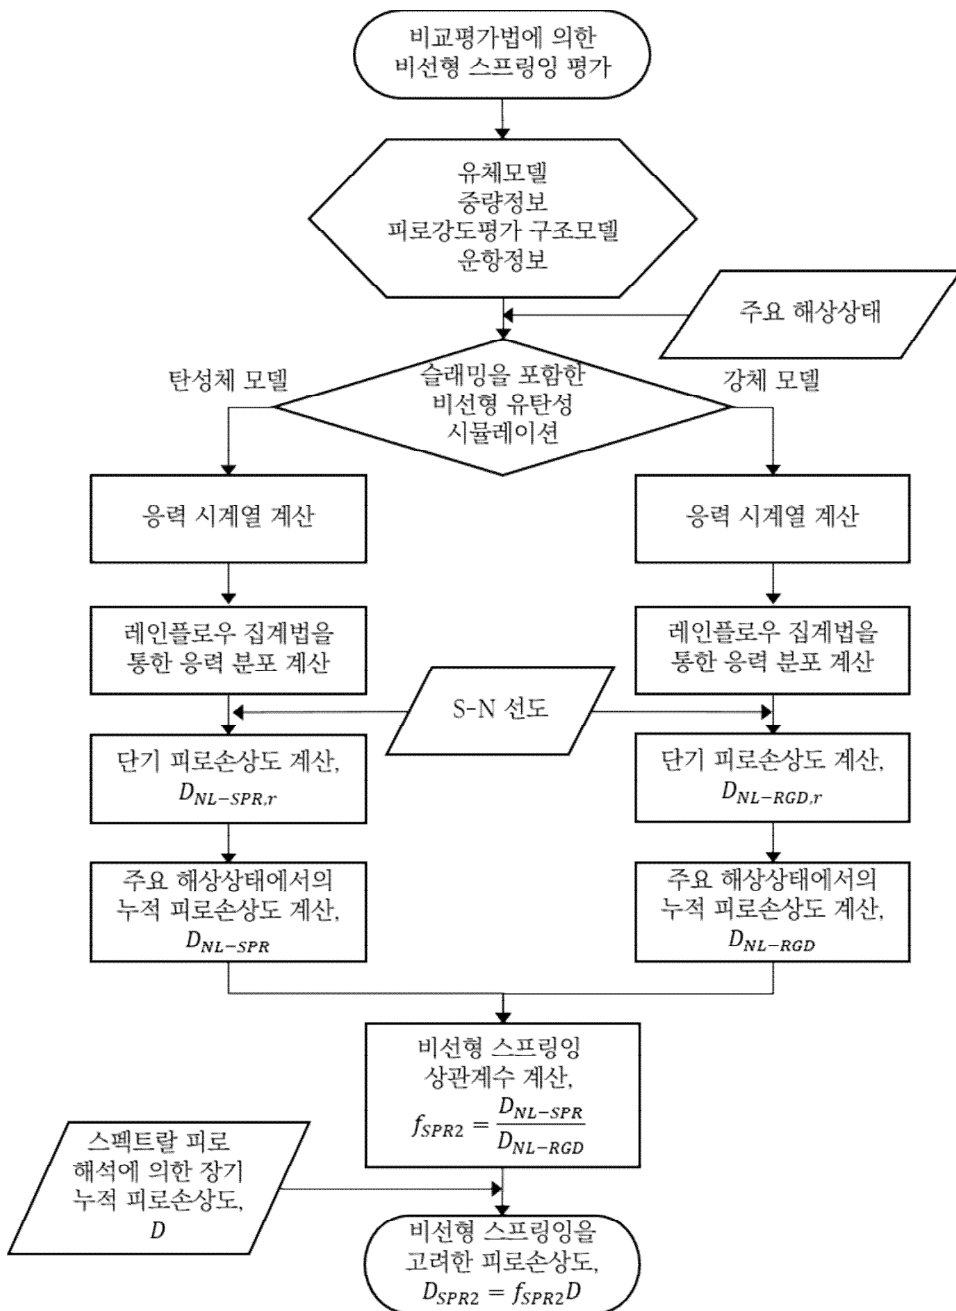 비교평가법에 의한
비선형 스프링잉 평가
유체모델
중량정보
피로강도평가 구조모델
운항정보
주요 해상상태
탄성체 모델
슬래밍을 포함한
비선형 유탄성
시뮬레이션
강체 모델
응력 시계열 계산
응력 시계열 계산
레인플로우 집계법을
통한 응력 분포 계산
레인플로우 집계법을
통한 응력 분포 계산
S-N 선도
단기 피로손상도 계산,
D_{NL-SPR,r}
단기 피로손상도 계산,
D_{NL-RGD,r}
주요 해상상태에서의
누적 피로손상도 계산,
D_{NL-SPR}
주요 해상상태에서의
누적 피로손상도 계산,
D_{NL-RGD}
비선형 스프링잉
상관계수 계산,
f_{SPR2} = \frac{D_{NL-SPR}}{D_{NL-RGD}}
스펙트랄 피로
해석에 의한 장기
누적 피로손상도,
D
비선형 스프링잉을
고려한 피로손상도,
D_{SPR2} = f_{SPR2}D